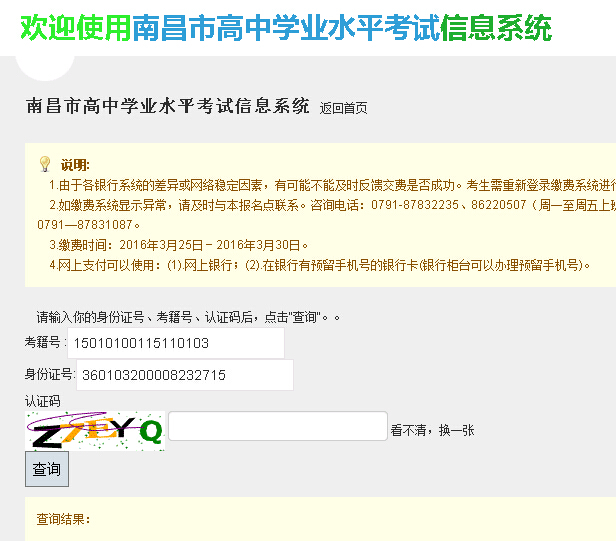 欢迎使用南昌市高中学业水平考试信息系统
南昌市高中学业水平考试信息系统 返回首页
说明:
1.由于各银行系统的差异或网络稳定因素，有可能不能及时反馈交费是否成功。考生需重新登录缴费系统进行
2.如缴费系统显示异常，请及时与本报名点联系。咨询电话：0791-87832235、86220507（周一至周五上班
0791—87831087。
3.缴费时间：2016年3月25日－2016年3月30日。
4.网上支付可以使用：(1).网上银行；(2).在银行有预留手机号的银行卡(银行柜台可以办理预留手机号)。
请输入你的身份证号、考籍号、认证码后，点击"查询"。。
考籍号：15010100115110103
身份证号：360103200008232715
认证码
Z7EYQ 看不清，换一张
查询
查询结果：